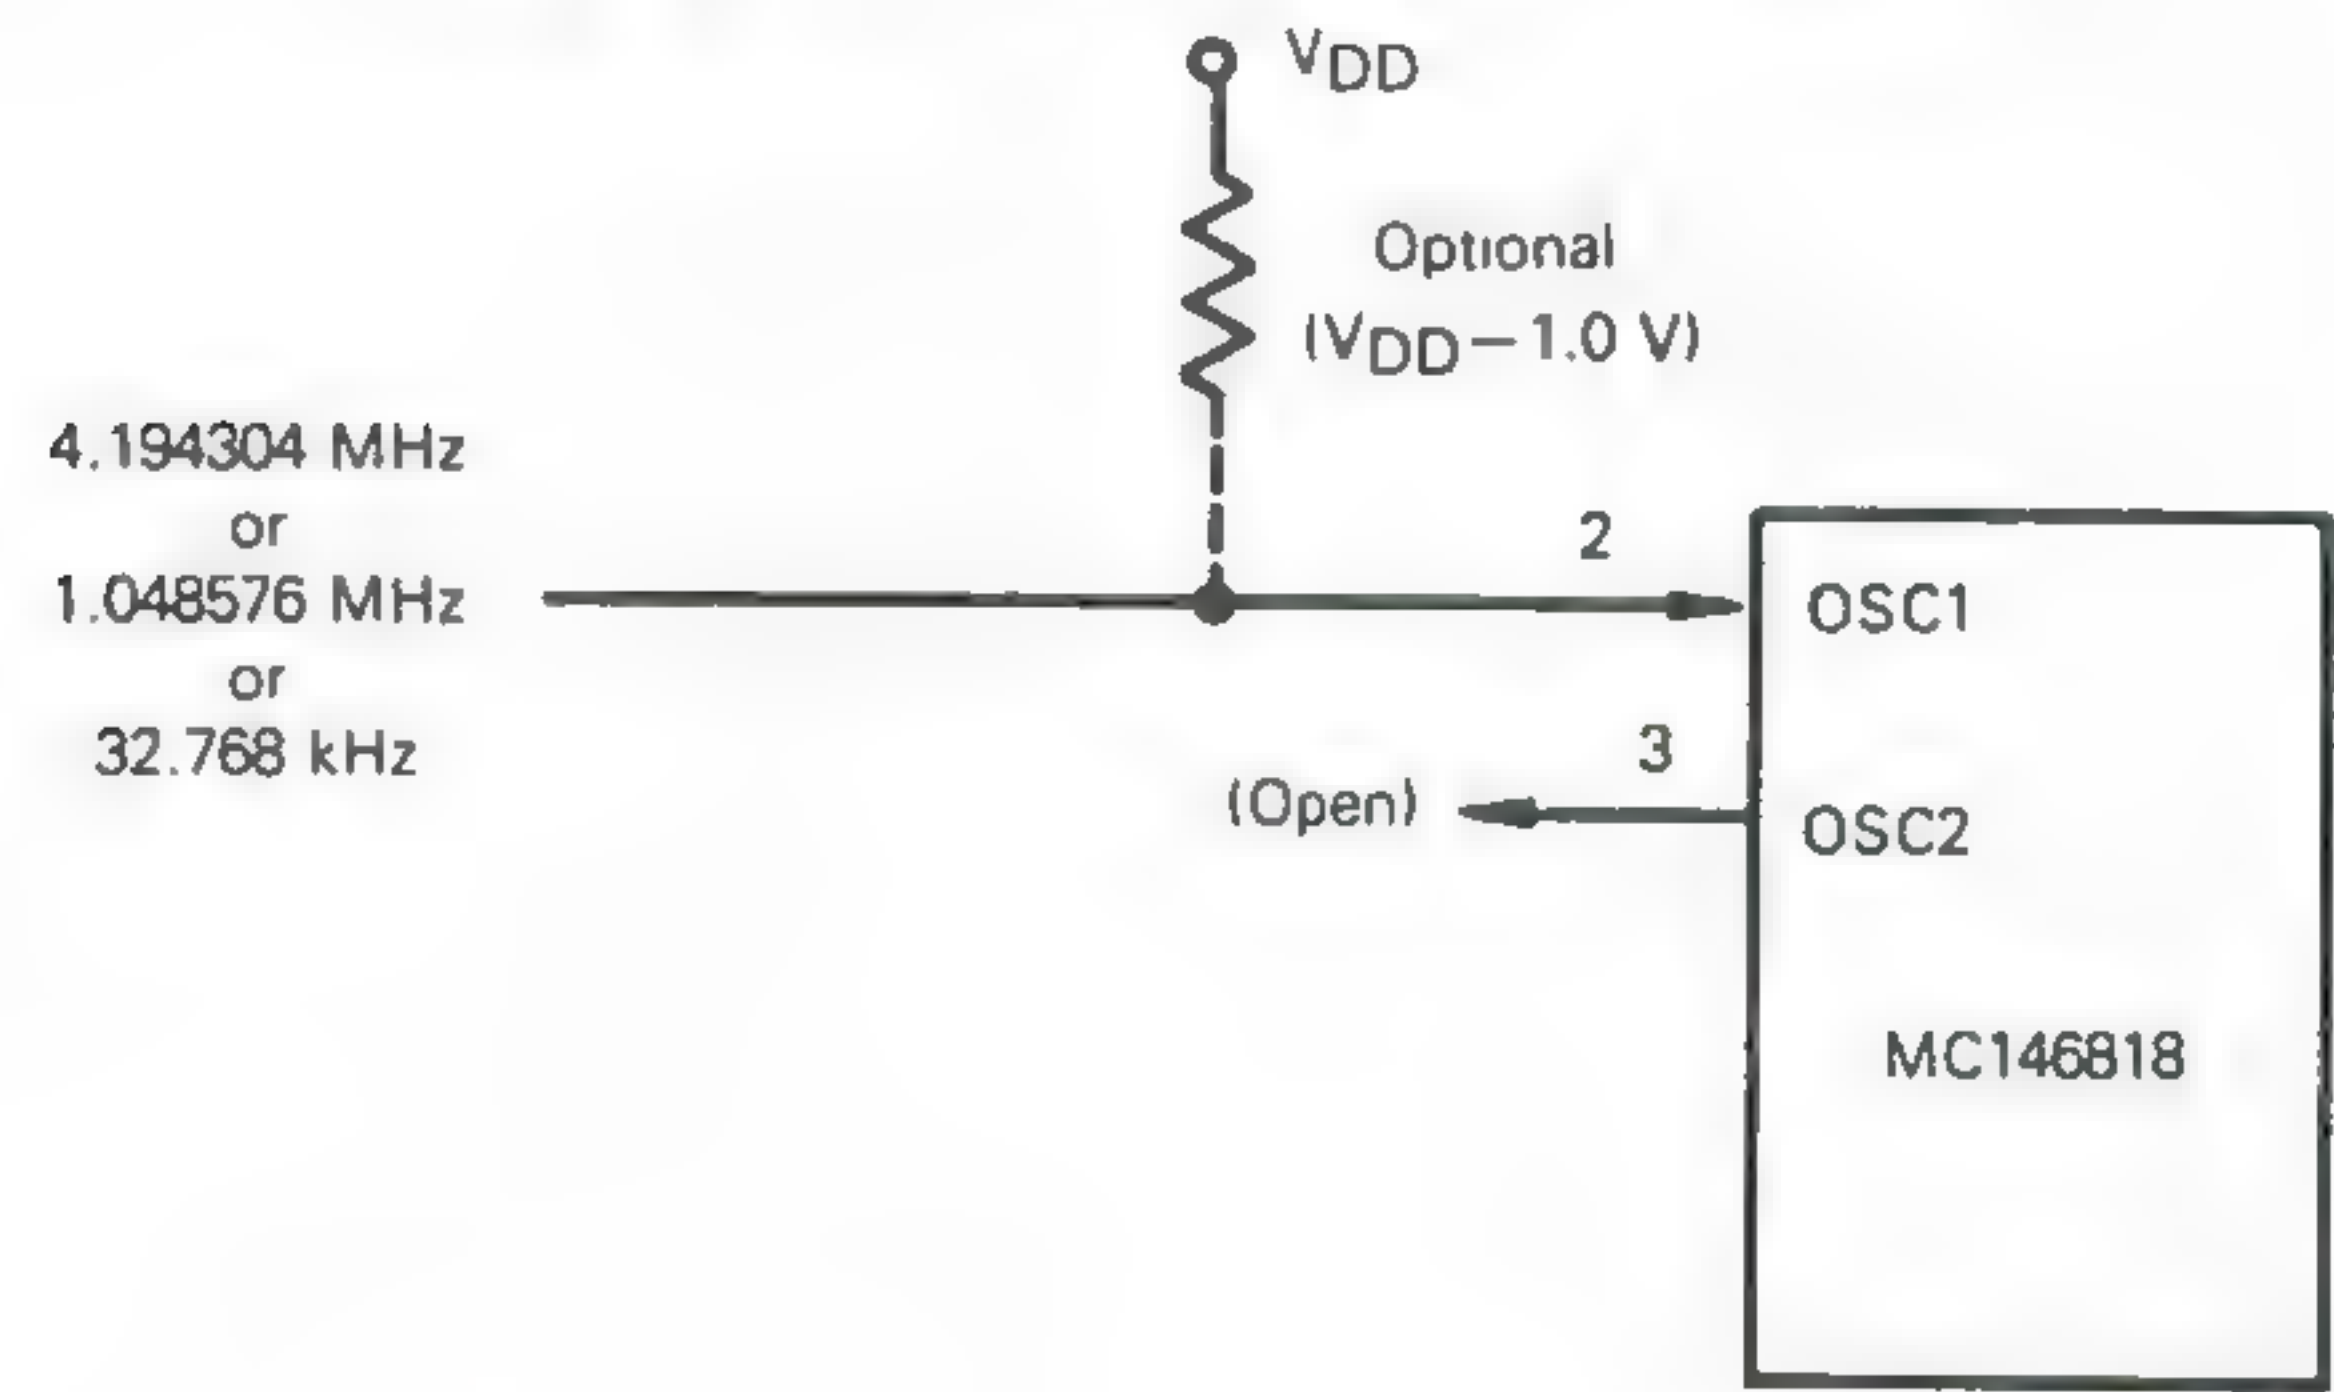 VDD
Optional
(VDD – 1.0 V)
4.194304 MHz
or
1.048576 MHz
or
32.768 kHz
2
OSC1
3
(Open)
OSC2
MC146818